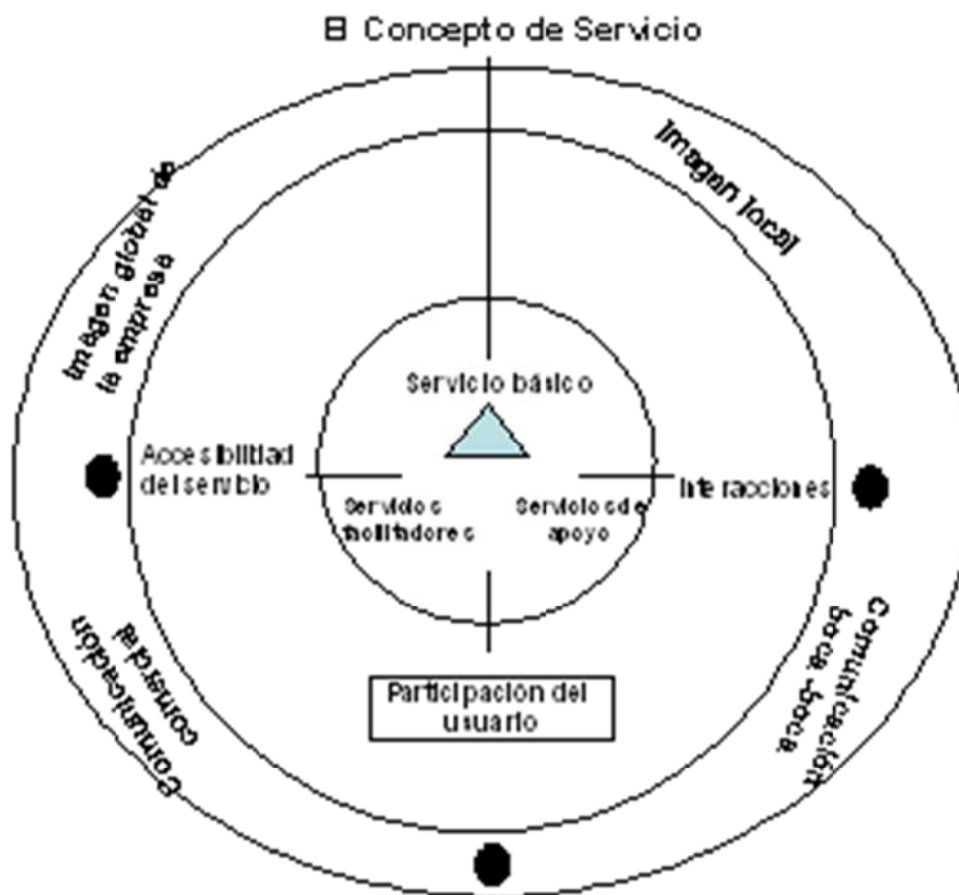 El Concepto de Servicio
Imagen local
Imagen global de
la empresa
Servicio básico
Accesibilidad
del servicio
Interacciones
Servicios
facilitadores
Servicios de
apoyo
Participación del
usuario
Comunicación
comercial
Comunicación
boca-boca